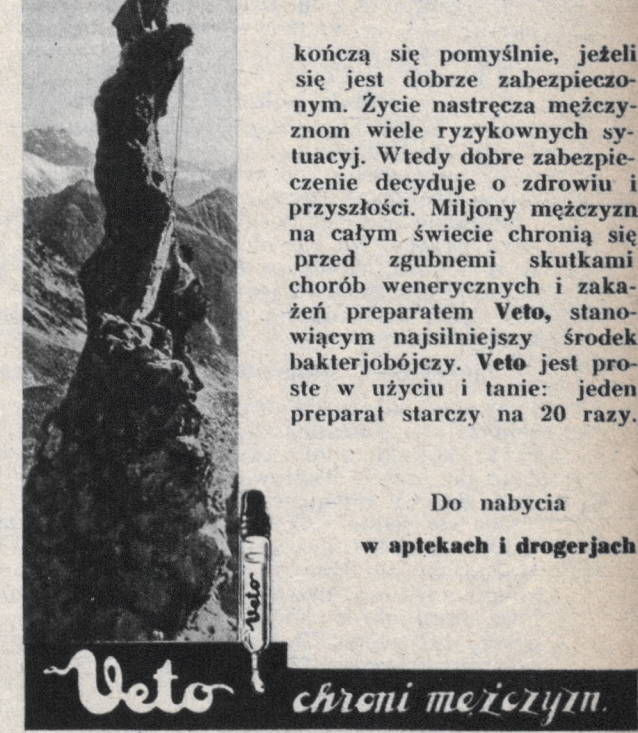 kończą się pomyślnie, jeżeli
się jest dobrze zabezpieczo-
nym. Życie nastręcza mężczy-
znom wiele ryzykownych sy-
tuacyj. Wtedy dobre zabezpie-
czenie decyduje o zdrowiu i
przyszłości. Miljony mężczyzn
na całym świecie chronią się
przed zgubnemi skutkami
chorób wenerycznych i zaka-
żeń preparatem Veto, stano-
wiącym najsilniejszy środek
bakterjobójczy. Veto jest pro-
ste w użyciu i tanie: jeden
preparat starczy na 20 razy.
Do nabycia
w aptekach i drogerjach
Veto
Veto chroni mężczyzn.